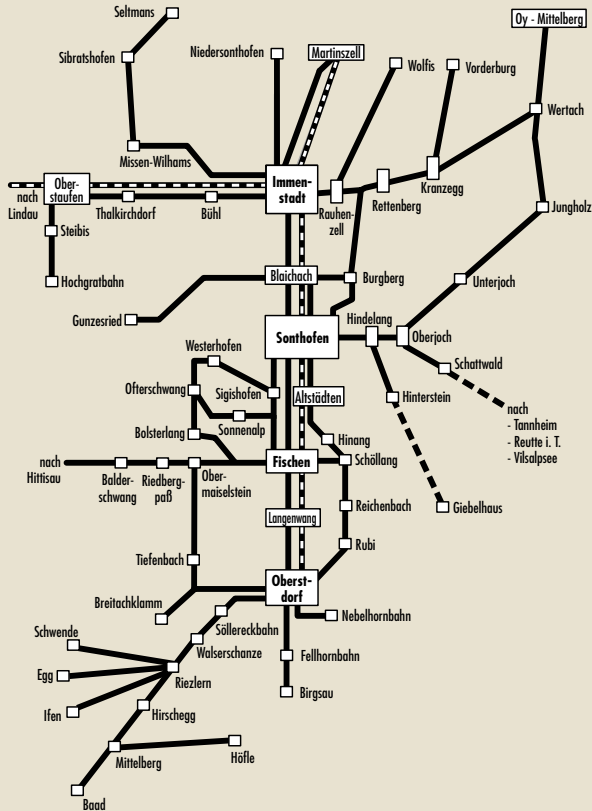 Seltmans
Oy - Mittelberg
Niedersonthofen
Martinszell
Sibratshofen
Wolfis
Vorderburg
Wertach
Missen-Wilhams
Immen-
stadt
Ober-
staufen
nach
Lindau
Thalkirchdorf
Bühl
Rauhen-
zell
Rettenberg
Kranzegg
Jungholz
Steibis
Hochgratbahn
Blaichach
Burgberg
Unterjoch
Gunzesried
Sonthofen
Hindelang
Oberjoch
Westerhofen
Schattwald
Ofterschwang
Sigishofen
Altstädten
Hinterstein
nach
- Tannheim
- Reutte i. T.
- Vilsalpsee
Sonnenalp
Bolsterlang
Hinang
nach
Hittisau
Fischen
Schöllang
Balder-
schwang
Riedberg-
paß
Ober-
maiselstein
Giebelhaus
Reichenbach
Langenwang
Rubi
Tiefenbach
Oberst-
dorf
Breitachklamm
Nebelhornbahn
Söllereckbahn
Schwende
Walserschanze
Fellhornbahn
Egg
Riezlern
Birgsau
Ifen
Hirschegg
Mittelberg
Höfle
Baad